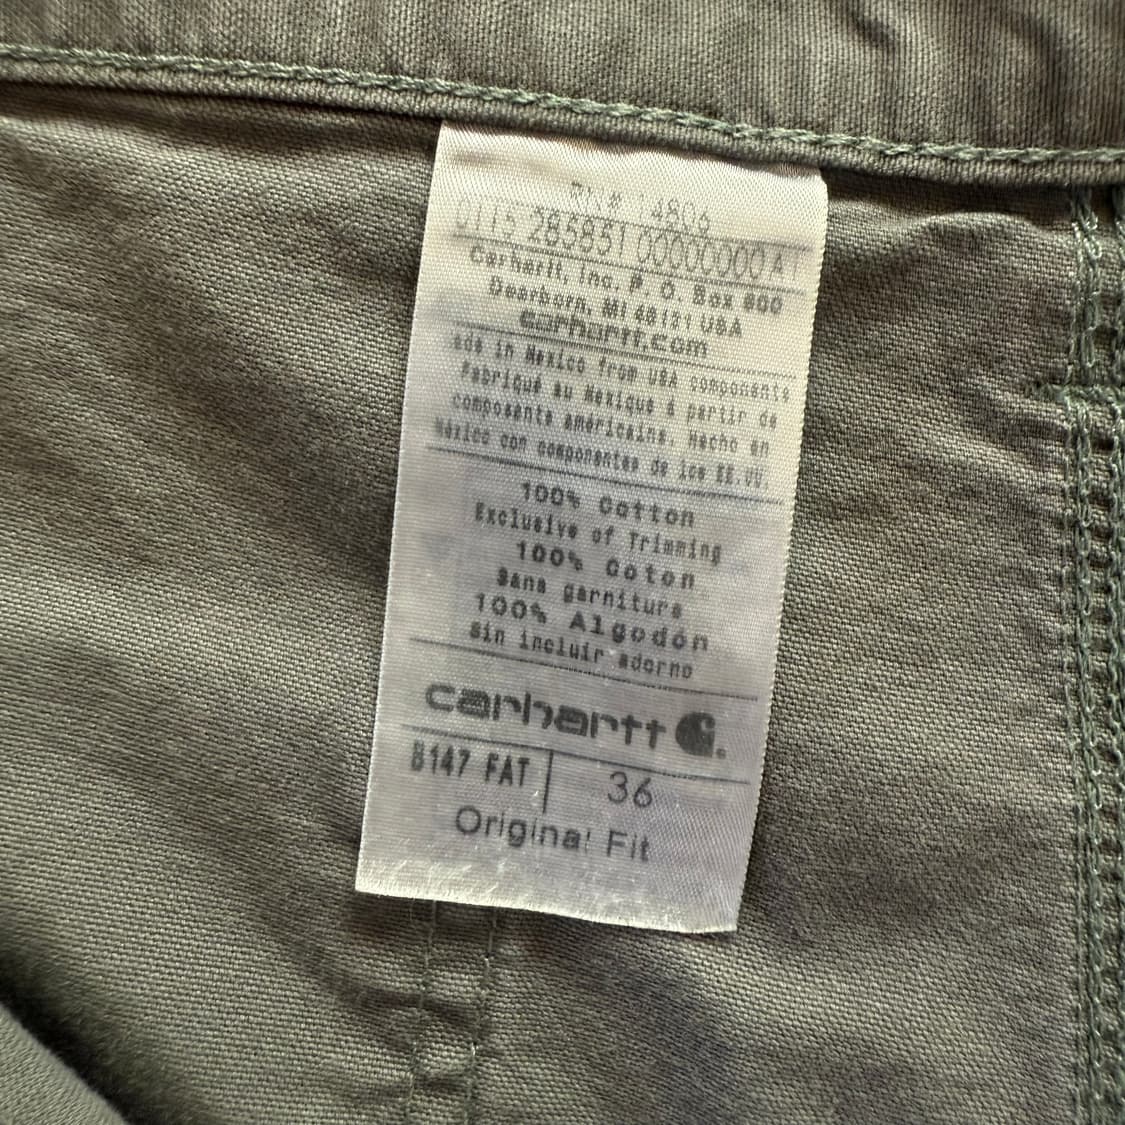 RN# 14806
0115 285851 00000000 A1
Carhartt, Inc. P. O. Box 600
Dearborn, MI 48121 USA
carhartt.com
ade in Mexico from USA components
Fabriqué au Mexique à partir de
composants américains. Hecho en
México con componentes de los EE.UU.
100% Cotton
Exclusive of Trimming
100% Coton
Sans garniture
100% Algodón
Sin incluir adorno
carhartt
B147 FAT 36
Original Fit